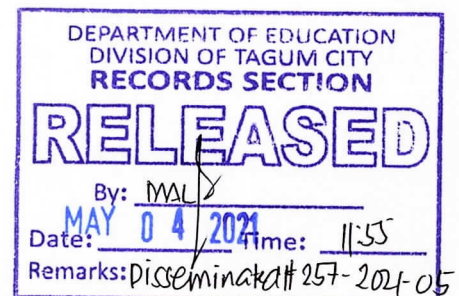 DEPARTMENT OF EDUCATION
DIVISION OF TAGUM CITY
RECORDS SECTION
RELEASED
By: MAL
Date: MAY 04 2021 Time: 11:55
Remarks: Disseminated # 257-2021-05